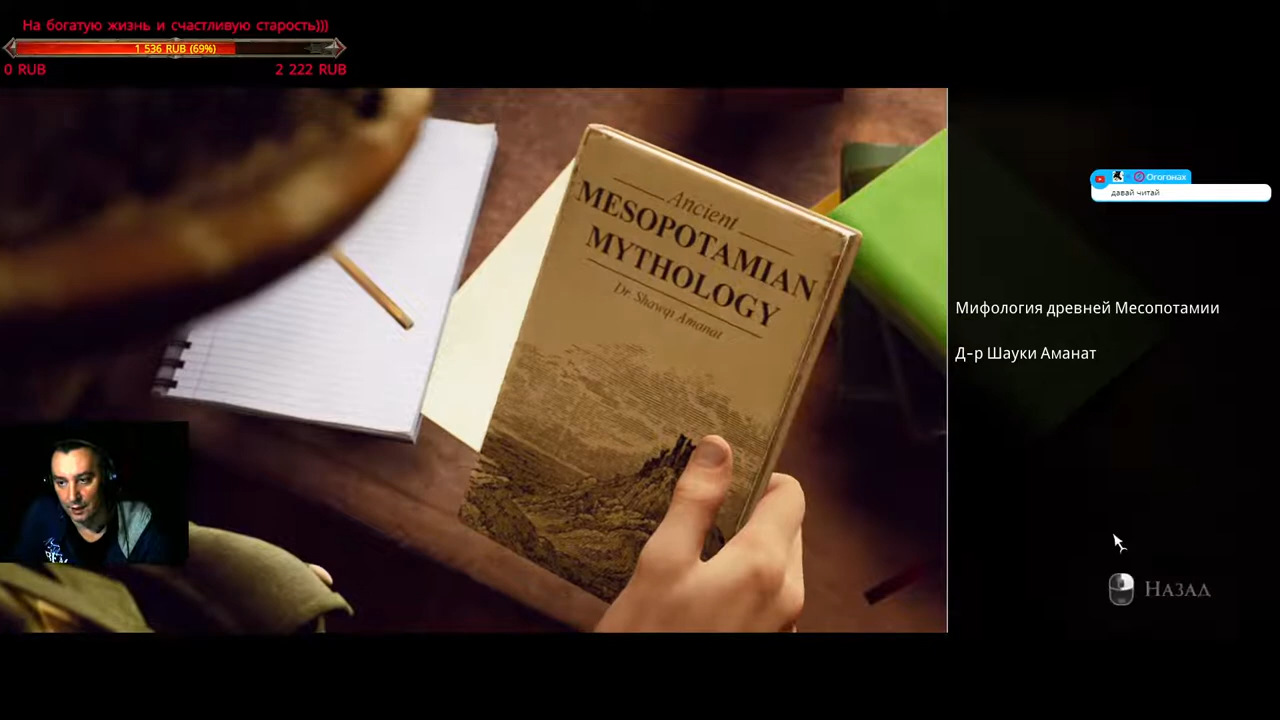 На богатую жизнь и счастливую старость)))
1 536 RUB (69%)
0 RUB
2 222 RUB
Ancient
MESOPOTAMIAN
MYTHOLOGY
Dr Shawqi Amanat
Огогонах
давай читай
Мифология древней Месопотамии
Д-р Шауки Аманат
Назад